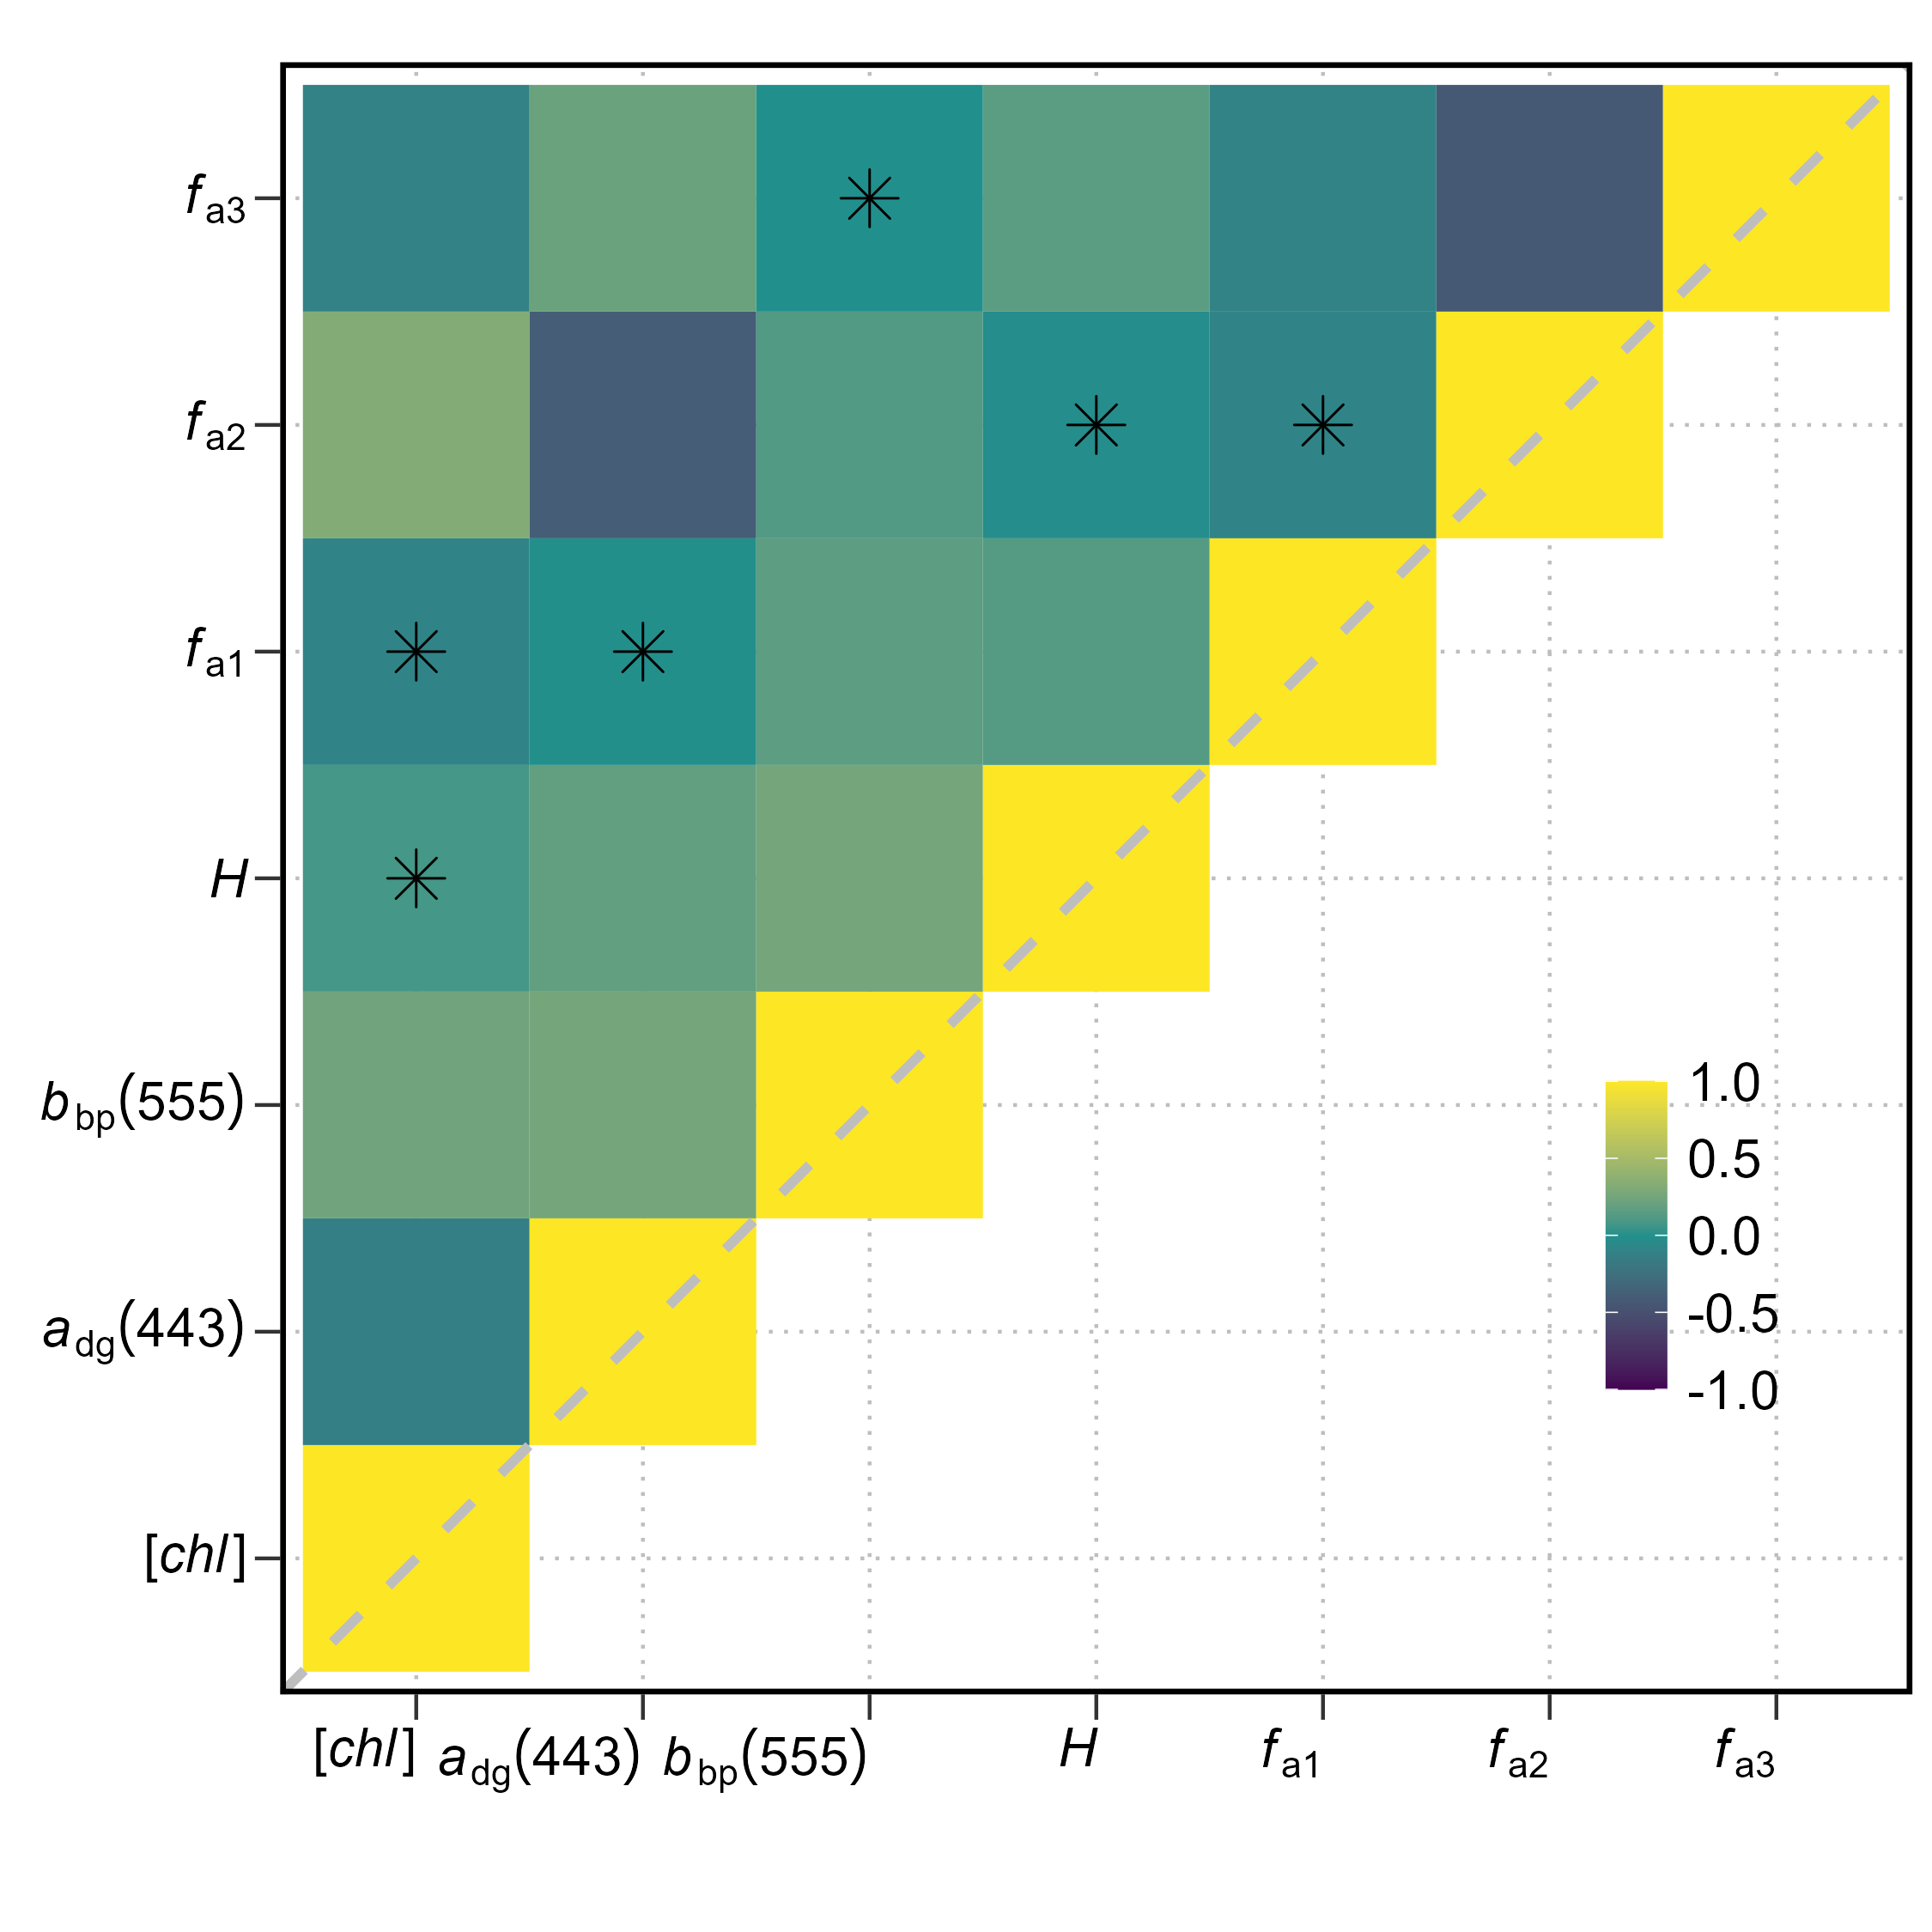 fa3
fa2
fa1
H
bbp(555)
adg(443)
[chl]
1.0
0.5
0.0
-0.5
-1.0
[chl] adg(443) bbp(555) H fa1 fa2 fa3